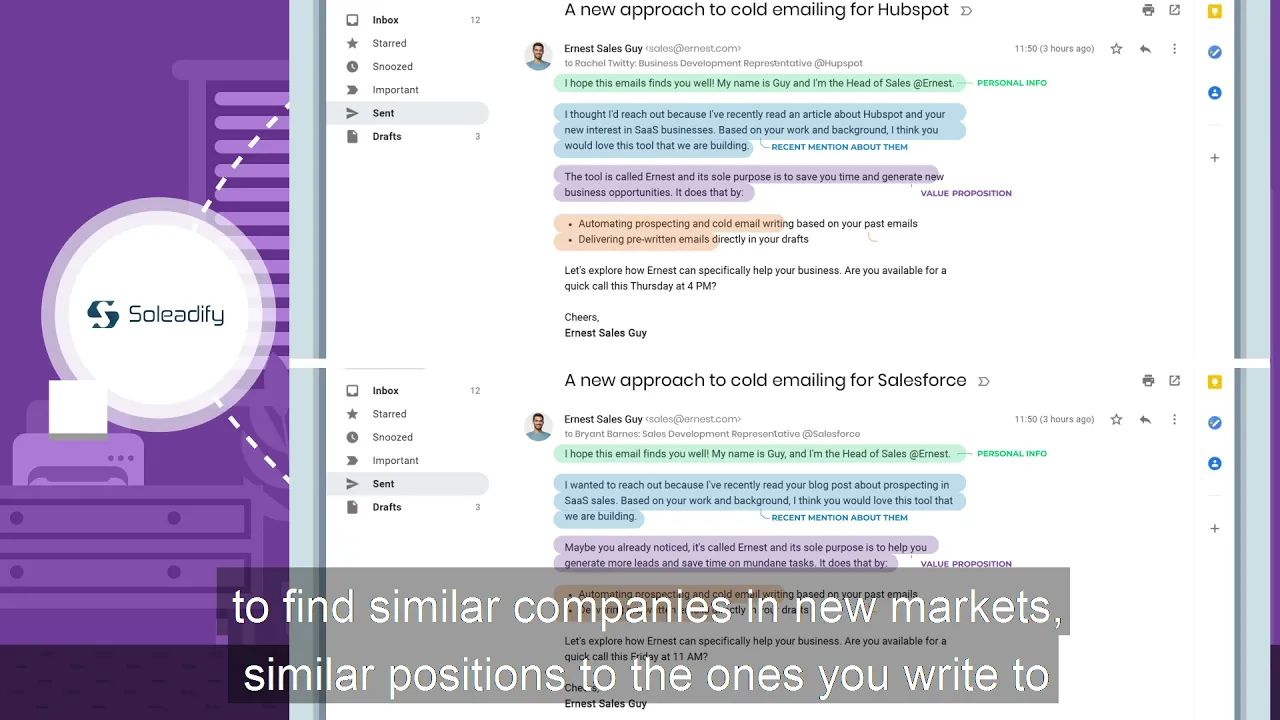 Soleadify
Inbox 12
Starred
Snoozed
Important
Sent
Drafts 3
A new approach to cold emailing for Hubspot
Ernest Sales Guy <sales@ernest.com> 11:50 (3 hours ago)
to Rachel Twitty: Business Development Representative @Hupspot
I hope this emails finds you well! My name is Guy and I'm the Head of Sales @Ernest. PERSONAL INFO
I thought I'd reach out because I've recently read an article about Hubspot and your
new interest in SaaS businesses. Based on your work and background, I think you
would love this tool that we are building. RECENT MENTION ABOUT THEM
The tool is called Ernest and its sole purpose is to save you time and generate new
business opportunities. It does that by: VALUE PROPOSITION
• Automating prospecting and cold email writing based on your past emails
• Delivering pre-written emails directly in your drafts
Let's explore how Ernest can specifically help your business. Are you available for a
quick call this Thursday at 4 PM?
Cheers,
Ernest Sales Guy
Inbox 12
Starred
Snoozed
Important
Sent
Drafts 3
A new approach to cold emailing for Salesforce
Ernest Sales Guy <sales@ernest.com> 11:50 (3 hours ago)
to Bryant Barnes: Sales Development Representative @Salesforce
I hope this email finds you well! My name is Guy, and I'm the Head of Sales @Ernest. PERSONAL INFO
I wanted to reach out because I've recently read your blog post about prospecting in
SaaS sales. Based on your work and background, I think you would love this tool that
we are building. RECENT MENTION ABOUT THEM
Maybe you already noticed, it's called Ernest and its sole purpose is to help you
generate more leads and save time on mundane tasks. It does that by: VALUE PROPOSITION
• Automating prospecting and cold email writing based on your past emails
• Delivering pre-written emails directly in your drafts
Let's explore how Ernest can specifically help your business. Are you available for a
quick call this Friday at 11 AM?
Cheers,
Ernest Sales Guy
to find similar companies in new markets,
similar positions to the ones you write to